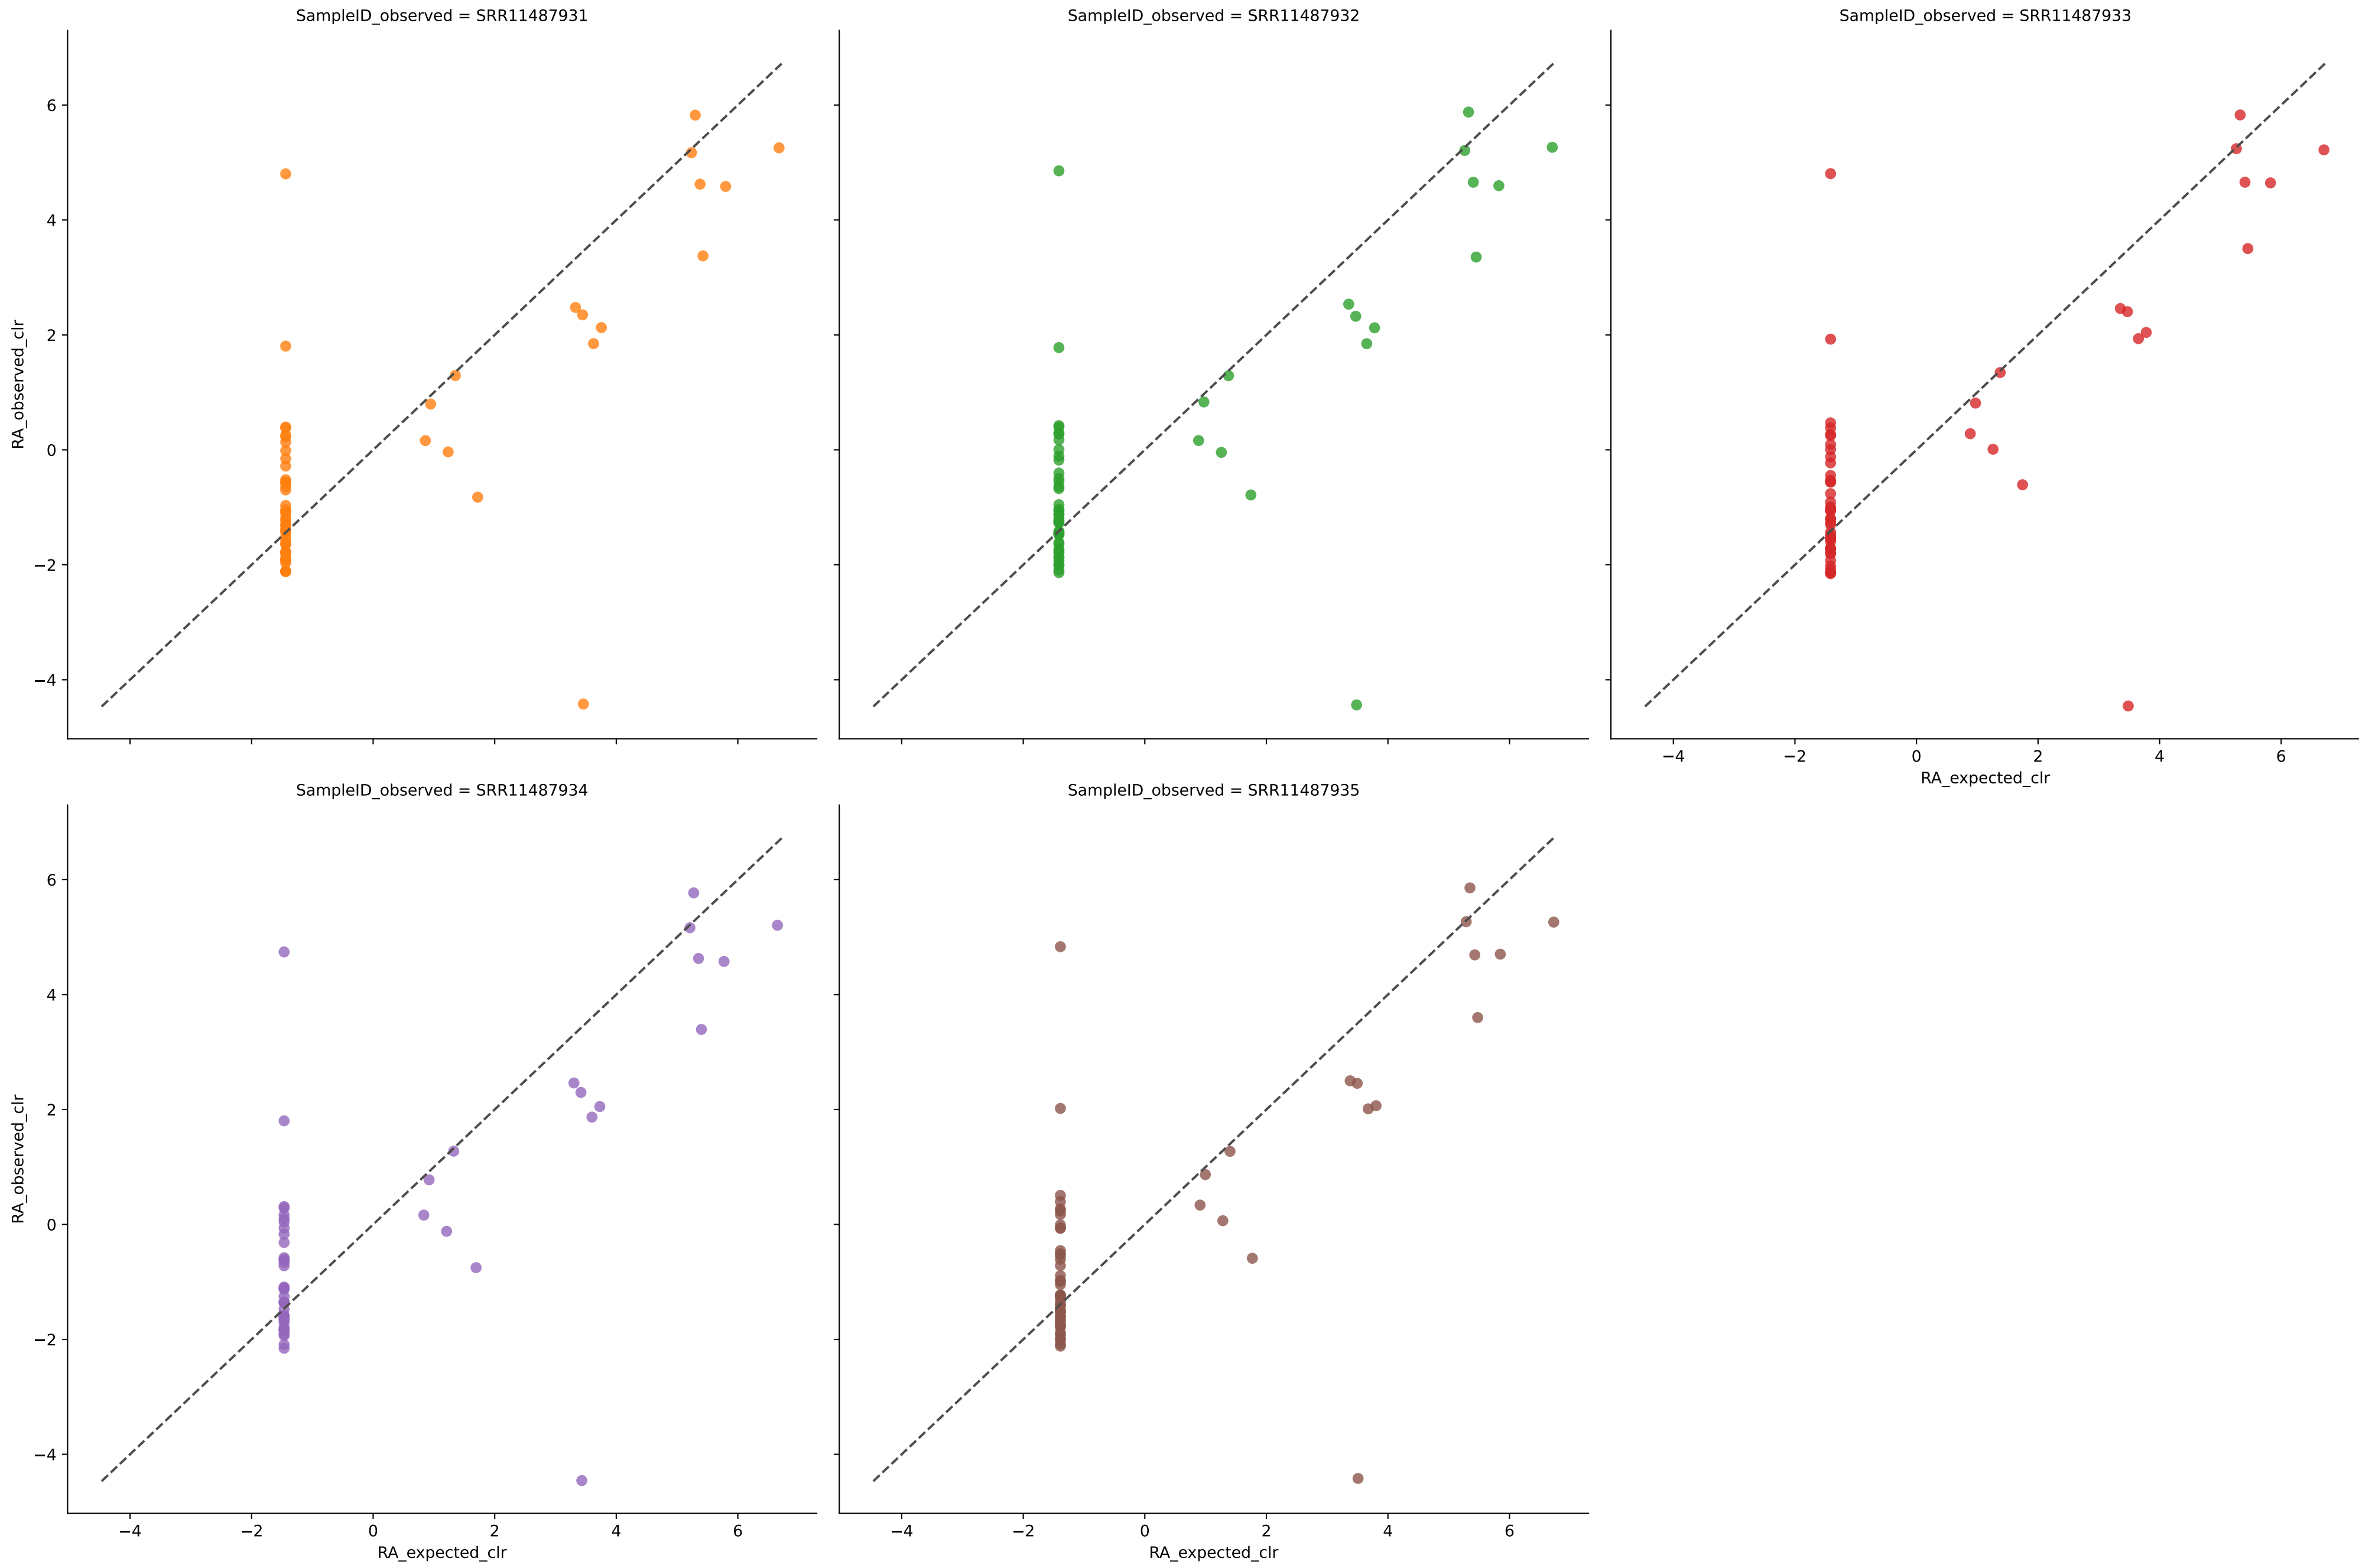 SampleID_observed = SRR11487931
SampleID_observed = SRR11487932
SampleID_observed = SRR11487933
RA_observed_clr
6
4
2
0
−2
−4
−4 −2 0 2 4 6
RA_expected_clr
SampleID_observed = SRR11487934
SampleID_observed = SRR11487935
RA_observed_clr
6
4
2
0
−2
−4
−4 −2 0 2 4 6
−4 −2 0 2 4 6
RA_expected_clr
RA_expected_clr